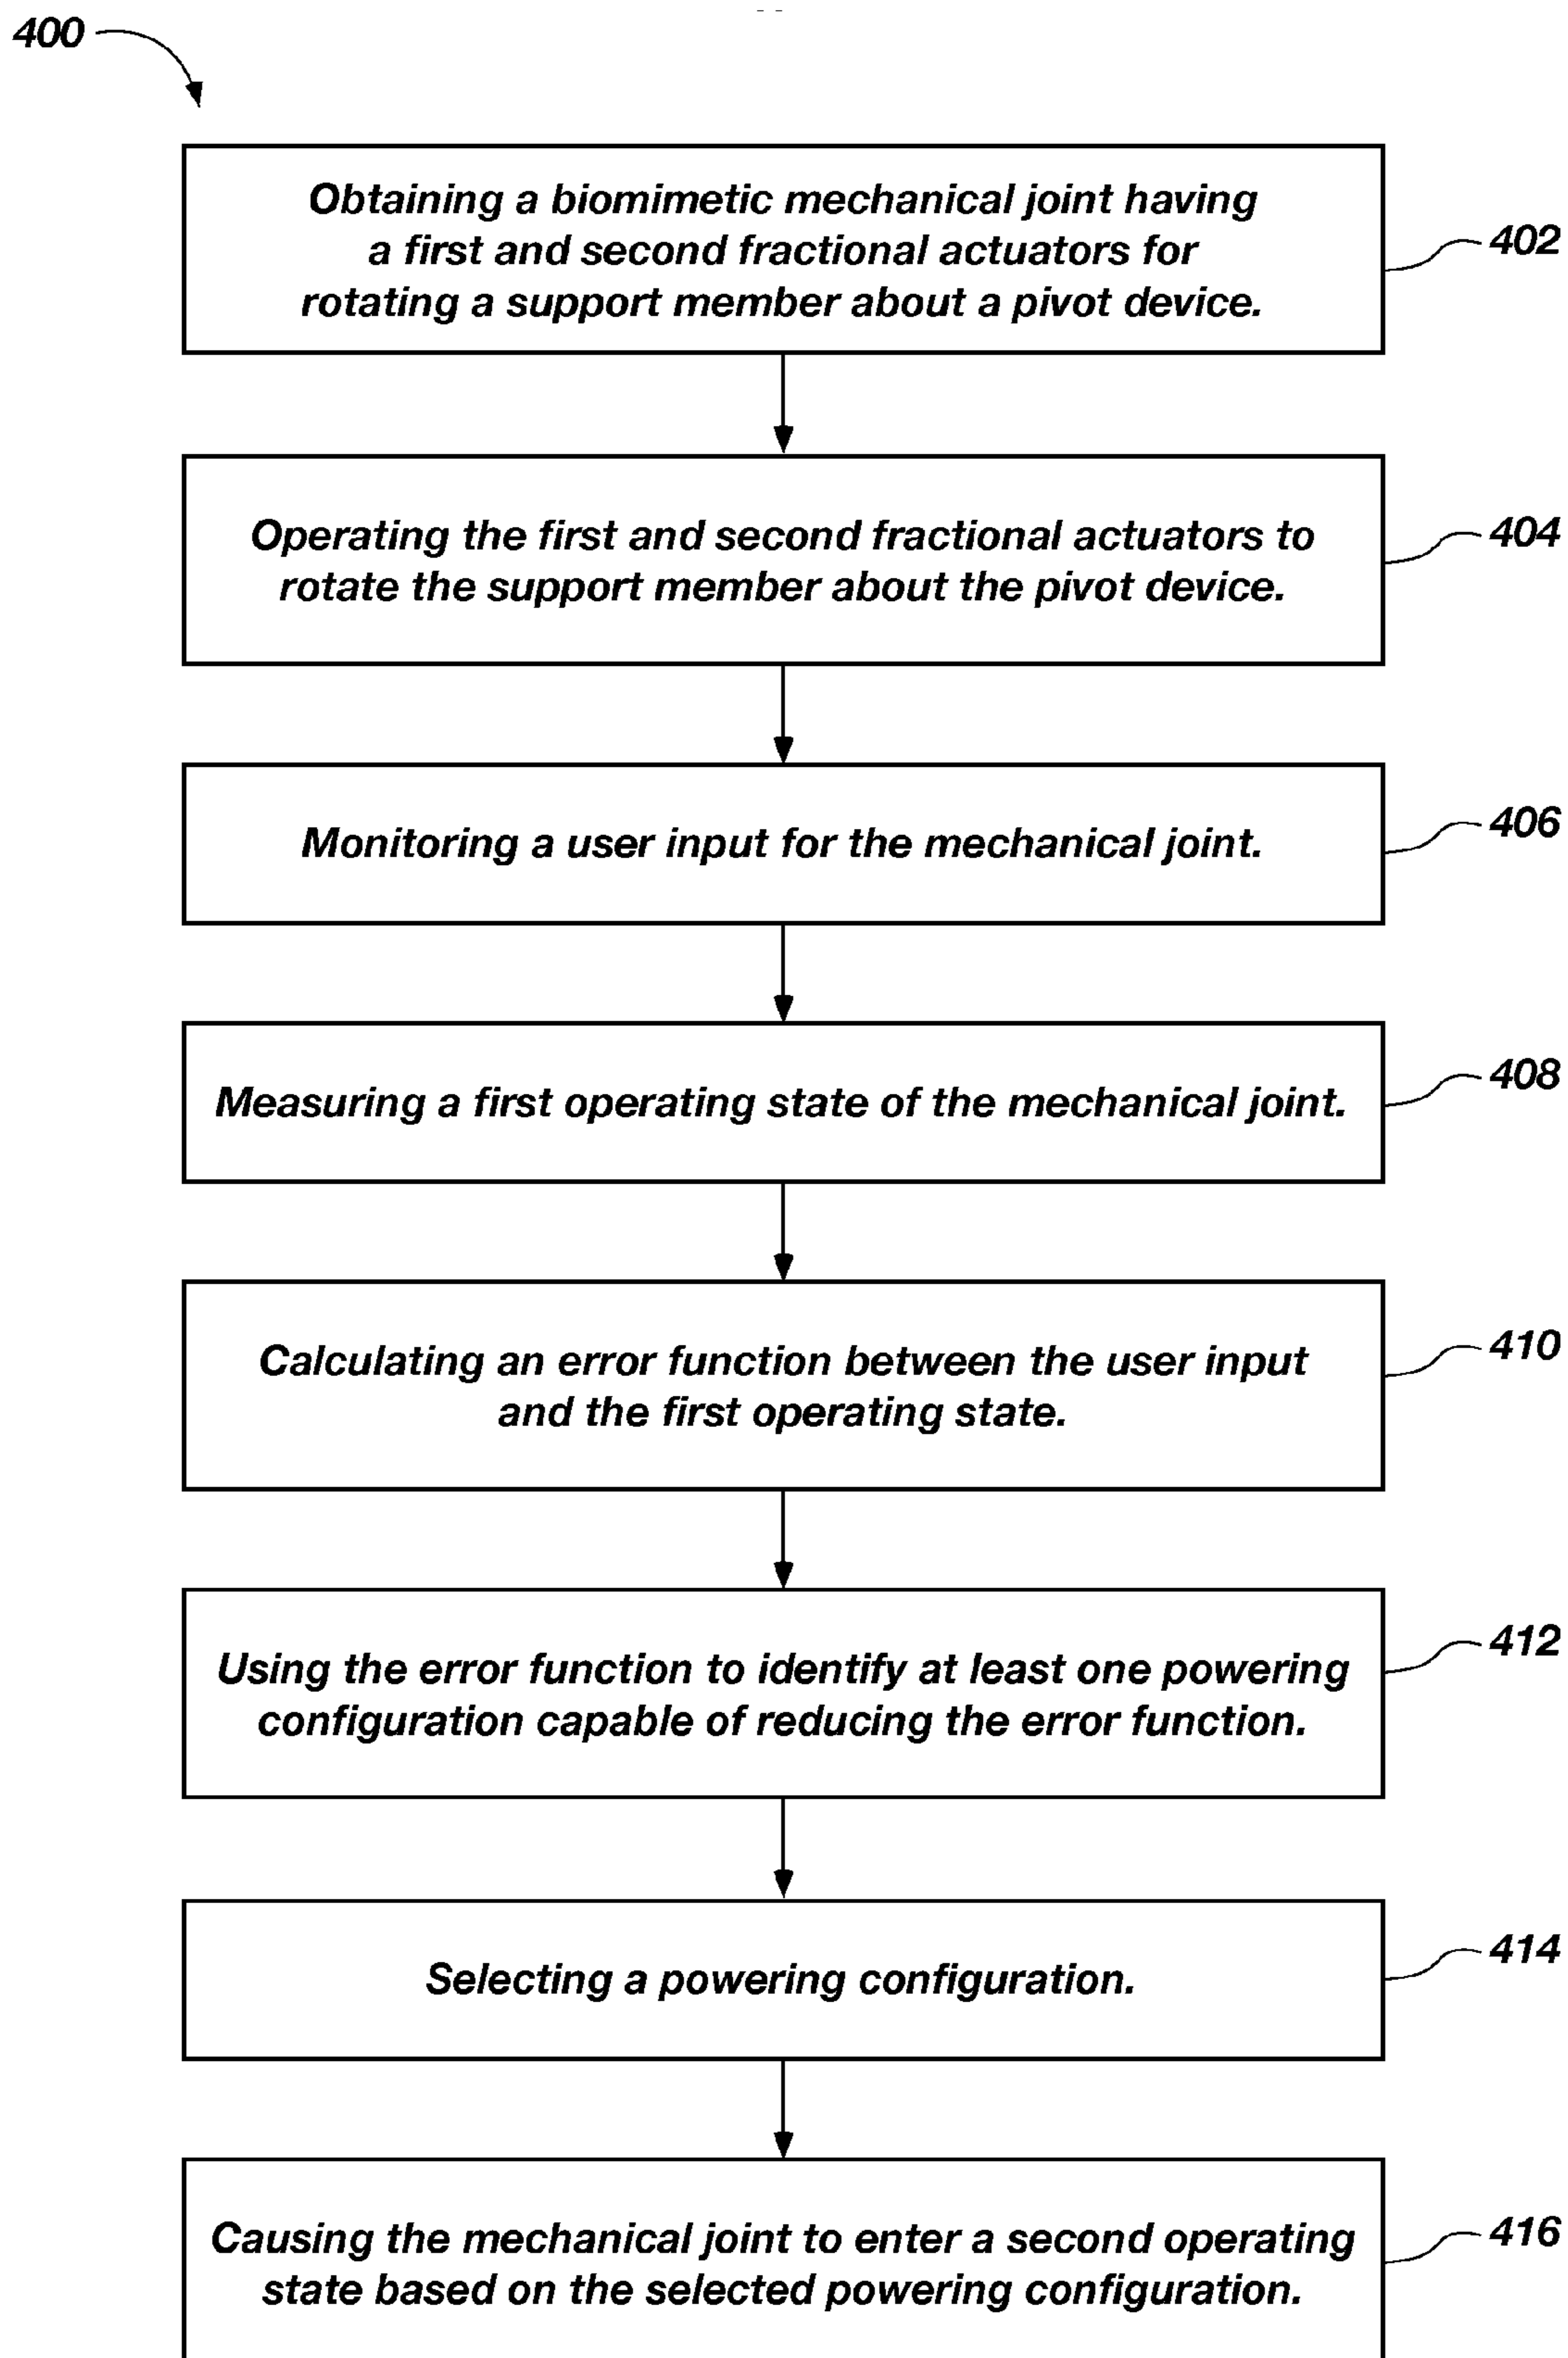 400
Obtaining a biomimetic mechanical joint having
a first and second fractional actuators for
rotating a support member about a pivot device.
402
Operating the first and second fractional actuators to
rotate the support member about the pivot device.
404
Monitoring a user input for the mechanical joint.
406
Measuring a first operating state of the mechanical joint.
408
Calculating an error function between the user input
and the first operating state.
410
Using the error function to identify at least one powering
configuration capable of reducing the error function.
412
Selecting a powering configuration.
414
Causing the mechanical joint to enter a second operating
state based on the selected powering configuration.
416